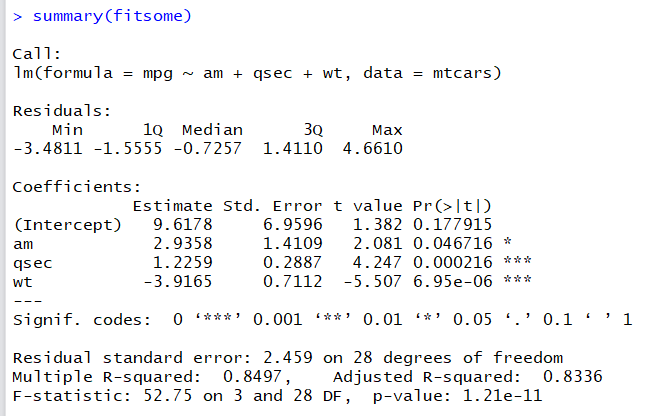 > summary(fitsome)
Call:
lm(formula = mpg ~ am + qsec + wt, data = mtcars)
Residuals:
    Min      1Q  Median      3Q     Max
-3.4811 -1.5555 -0.7257  1.4110  4.6610
Coefficients:
            Estimate Std. Error t value Pr(>|t|)
(Intercept)   9.6178     6.9596   1.382 0.177915
am            2.9358     1.4109   2.081 0.046716 *
qsec          1.2259     0.2887   4.247 0.000216 ***
wt           -3.9165     0.7112  -5.507 6.95e-06 ***
---
Signif. codes:  0 ‘***’ 0.001 ‘**’ 0.01 ‘*’ 0.05 ‘.’ 0.1 ‘ ’ 1
Residual standard error: 2.459 on 28 degrees of freedom
Multiple R-squared:  0.8497,    Adjusted R-squared:  0.8336
F-statistic: 52.75 on 3 and 28 DF,  p-value: 1.21e-11